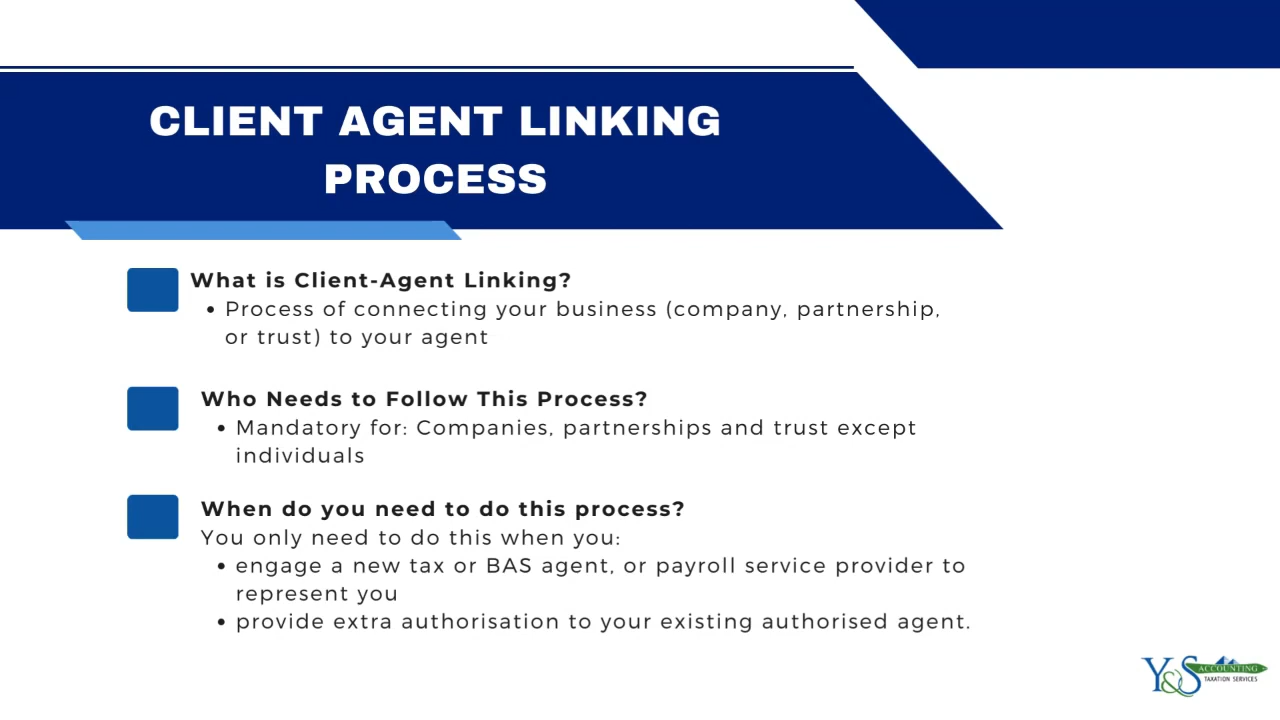 CLIENT AGENT LINKING
PROCESS
What is Client-Agent Linking?
• Process of connecting your business (company, partnership,
or trust) to your agent
Who Needs to Follow This Process?
• Mandatory for: Companies, partnerships and trust except
individuals
When do you need to do this process?
You only need to do this when you:
• engage a new tax or BAS agent, or payroll service provider to
represent you
• provide extra authorisation to your existing authorised agent.
Y&S ACCOUNTING
TAXATION SERVICES